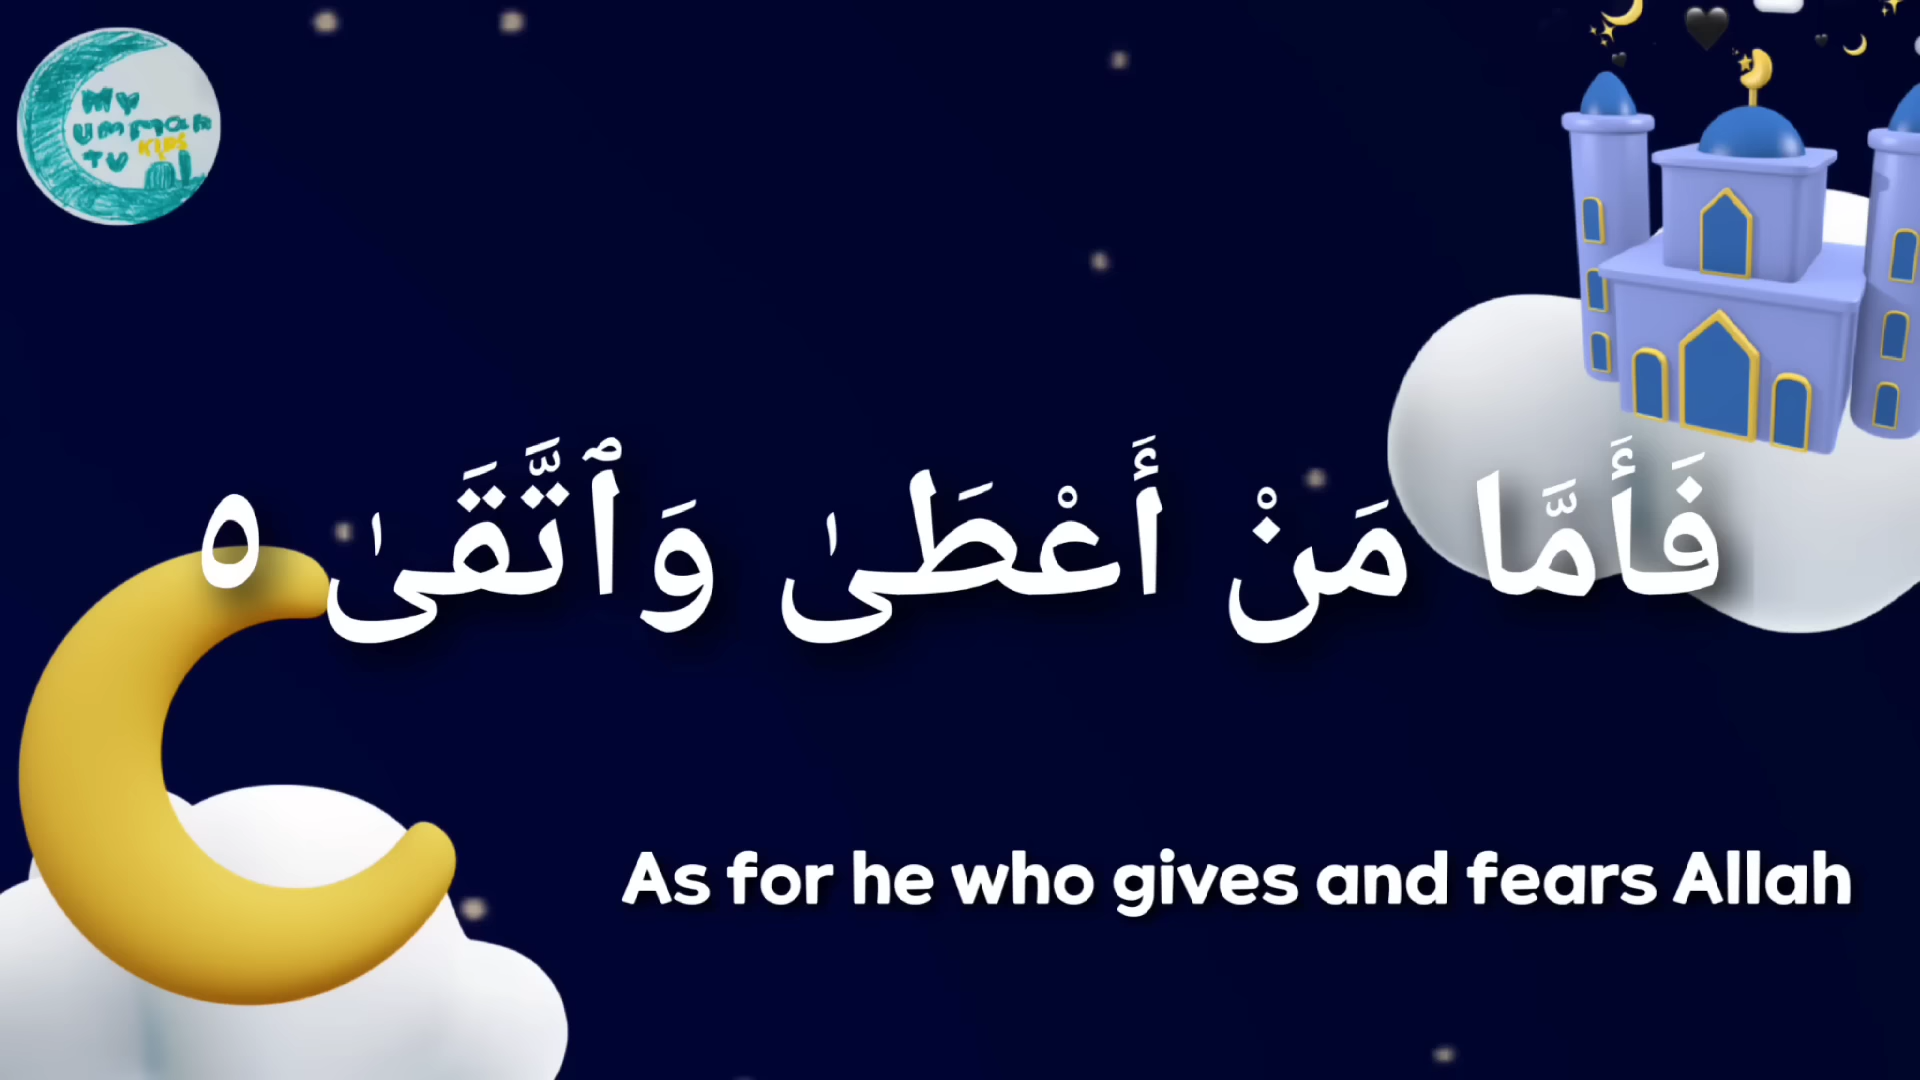 MY
UMMAH
TV KIDS
فَأَمَّا مَنْ أَعْطَىٰ وَٱتَّقَىٰ ٥
As for he who gives and fears Allah